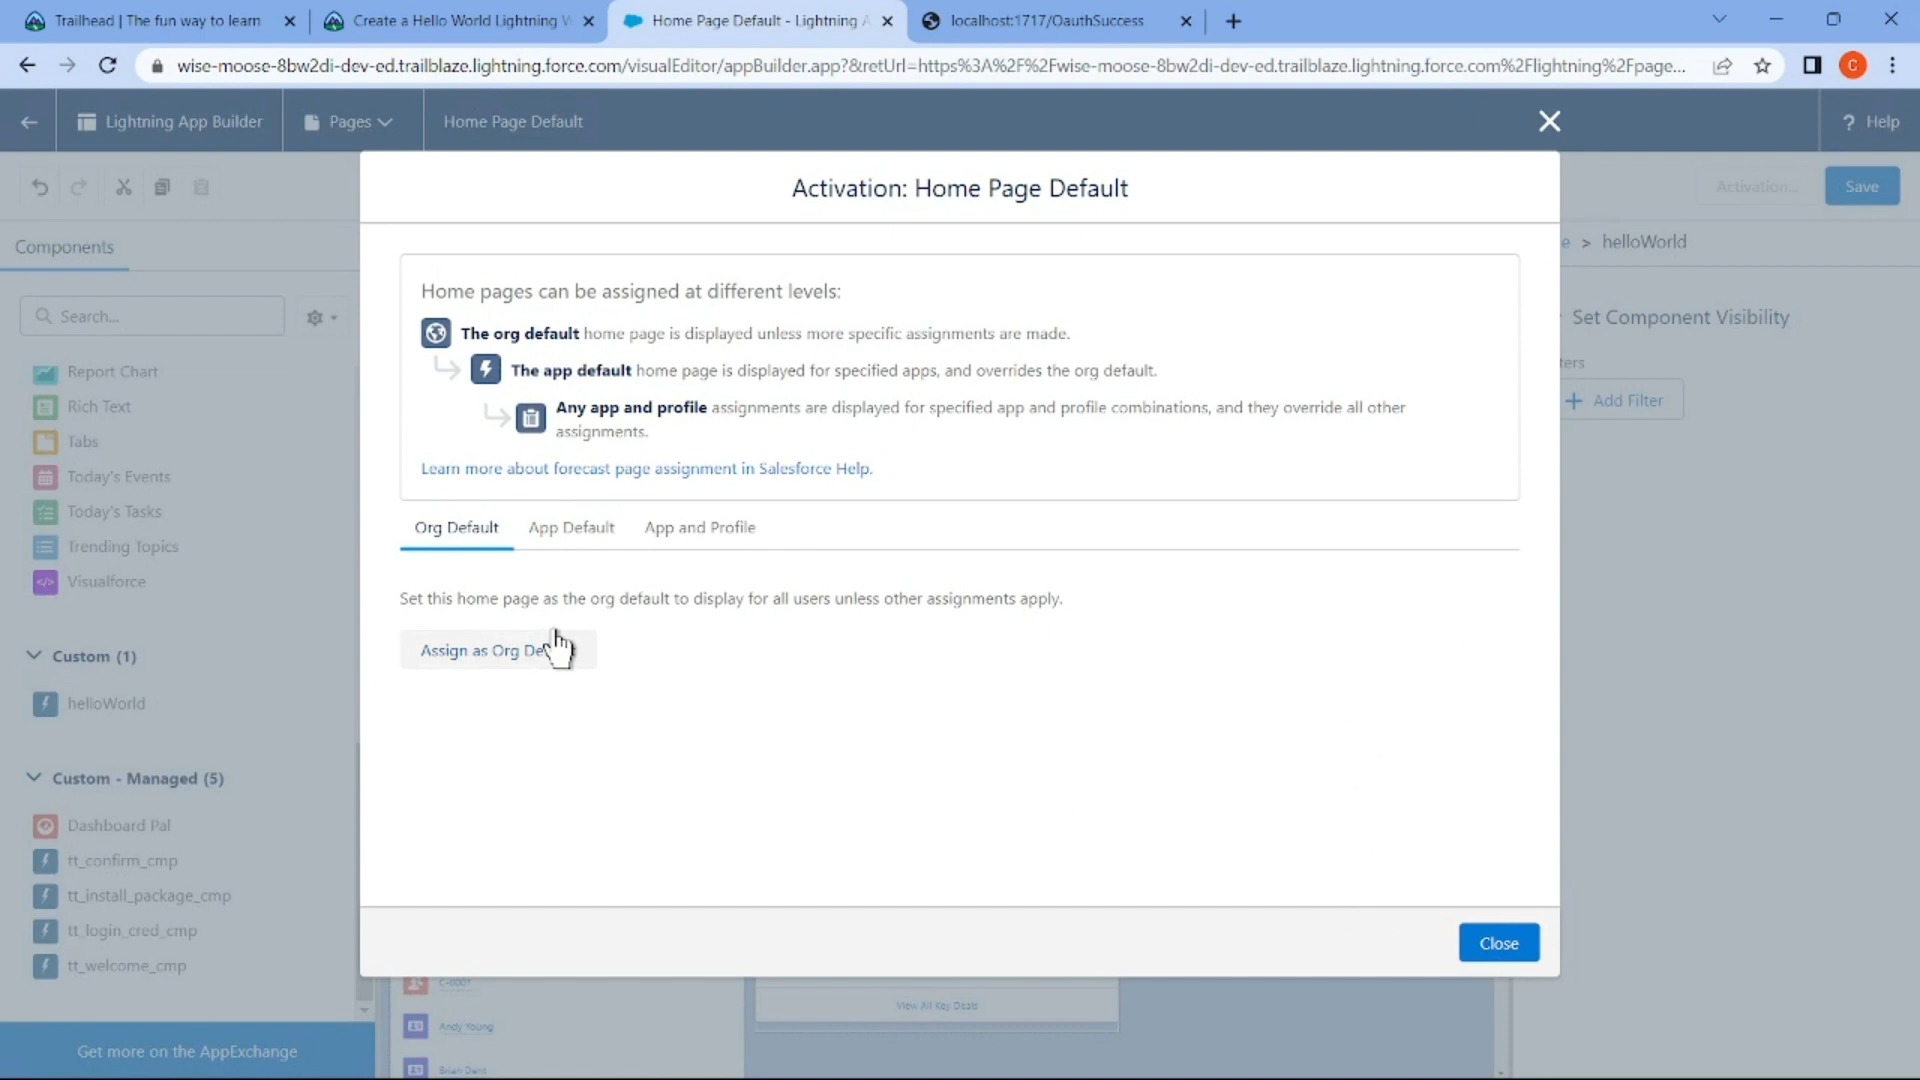 Trailhead | The fun way to learn
Create a Hello World Lightning W
Home Page Default - Lightning A
localhost:1717/OauthSuccess
wise-moose-8bw2di-dev-ed.trailblaze.lightning.force.com/visualEditor/appBuilder.app?&retUrl=https%3A%2F%2Fwise-moose-8bw2di-dev-ed.trailblaze.lightning.force.com%2Flightning%2Fpage...
C
Lightning App Builder
Pages
Home Page Default
? Help
Activation...
Save
Components
Search...
Report Chart
Rich Text
Tabs
Today's Events
Today's Tasks
Trending Topics
Visualforce
Custom (1)
helloWorld
Custom - Managed (5)
Dashboard Pal
tt_confirm_cmp
tt_install_package_cmp
tt_login_cred_cmp
tt_welcome_cmp
Get more on the AppExchange
Activation: Home Page Default
Home pages can be assigned at different levels:
The org default home page is displayed unless more specific assignments are made.
The app default home page is displayed for specified apps, and overrides the org default.
Any app and profile assignments are displayed for specified app and profile combinations, and they override all other
assignments.
Learn more about forecast page assignment in Salesforce Help.
Org Default
App Default
App and Profile
Set this home page as the org default to display for all users unless other assignments apply.
Assign as Org De
Close
C-0001
Andy Young
Brian Dent
View All Key Deals
e > helloWorld
Set Component Visibility
ters
+ Add Filter